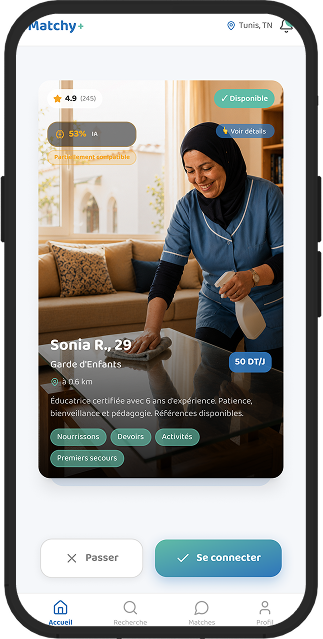 Matchy+
Tunis, TN
4.9 (245)
✓ Disponible
53% IA
Voir détails
Partiellement compatible
Sonia R., 29
Garde d'Enfants
50 DT/J
à 0,6 km
Éducatrice certifiée avec 6 ans d'expérience. Patience,
bienveillance et pédagogie. Références disponibles.
Nourrissons Devoirs Activités
Premiers secours
Passer Se connecter
Accueil Recherche Matches Profil